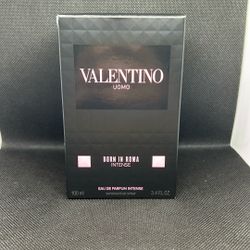 VALENTINO
UOMO
BORN IN ROMA
INTENSE
EAU DE PARFUM INTENSE
100 ml 3.4 FL. OZ.